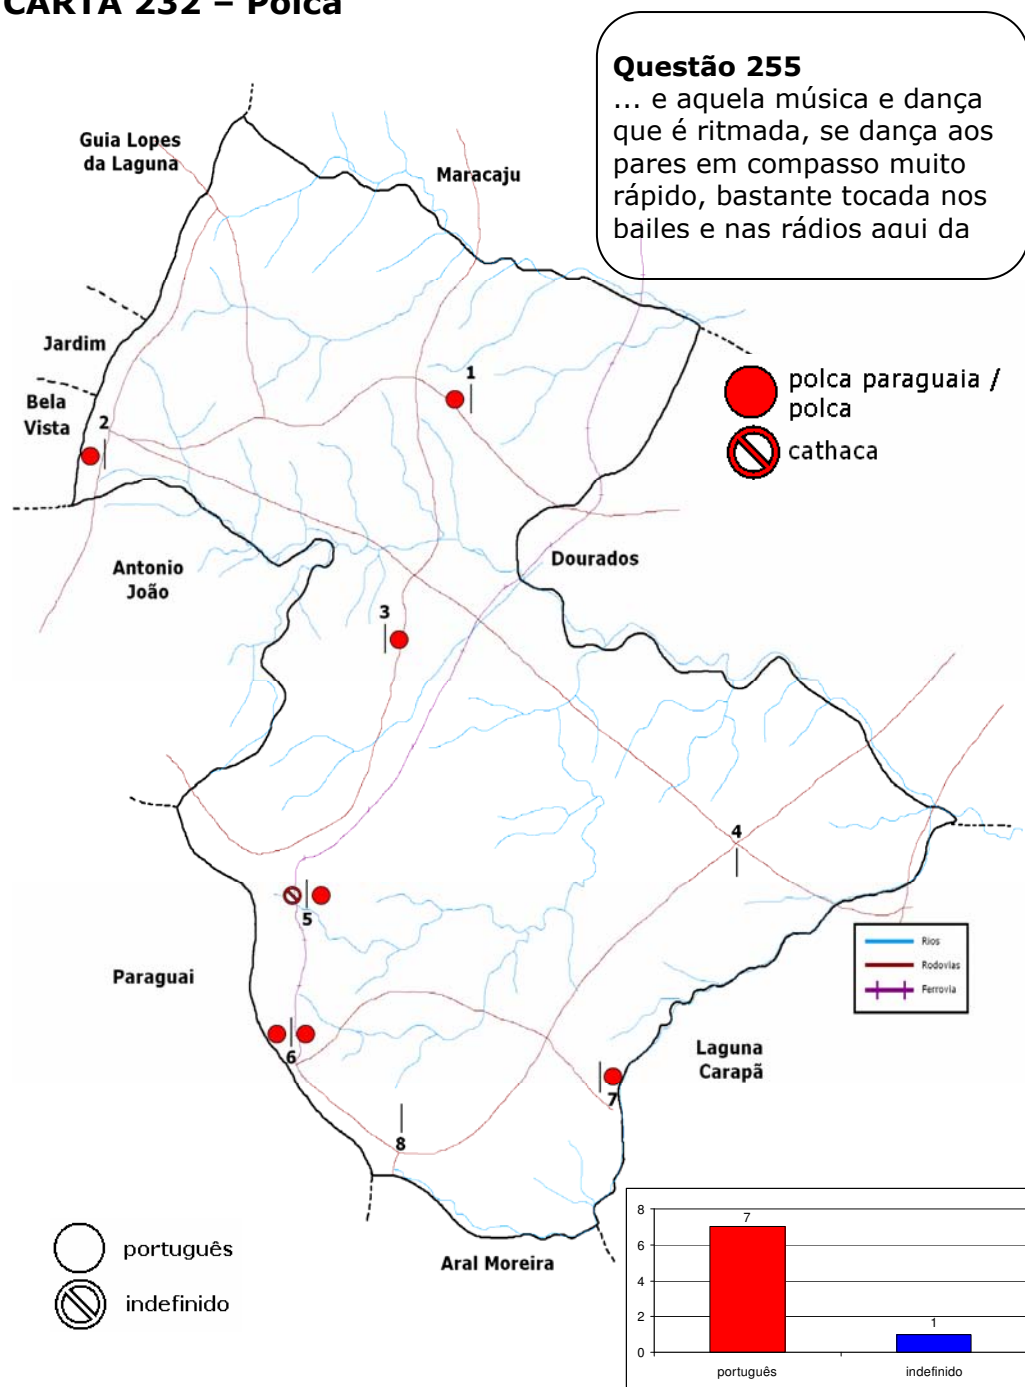 CARTA 232 – Polca
Questão 255
... e aquela música e dança
que é ritmada, se dança aos
pares em compasso muito
rápido, bastante tocada nos
bailes e nas rádios aqui da
Guia Lopes
da Laguna
Maracaju
Jardim
Bela
Vista
polca paraguaia /
polca
cathaca
1
2
Antonio
João
Dourados
3
4
5
Rios
Rodovias
Ferrovia
Paraguai
6
Laguna
Carapã
7
8
Aral Moreira
português
indefinido
8
6
4
2
0
7
1
português
indefinido